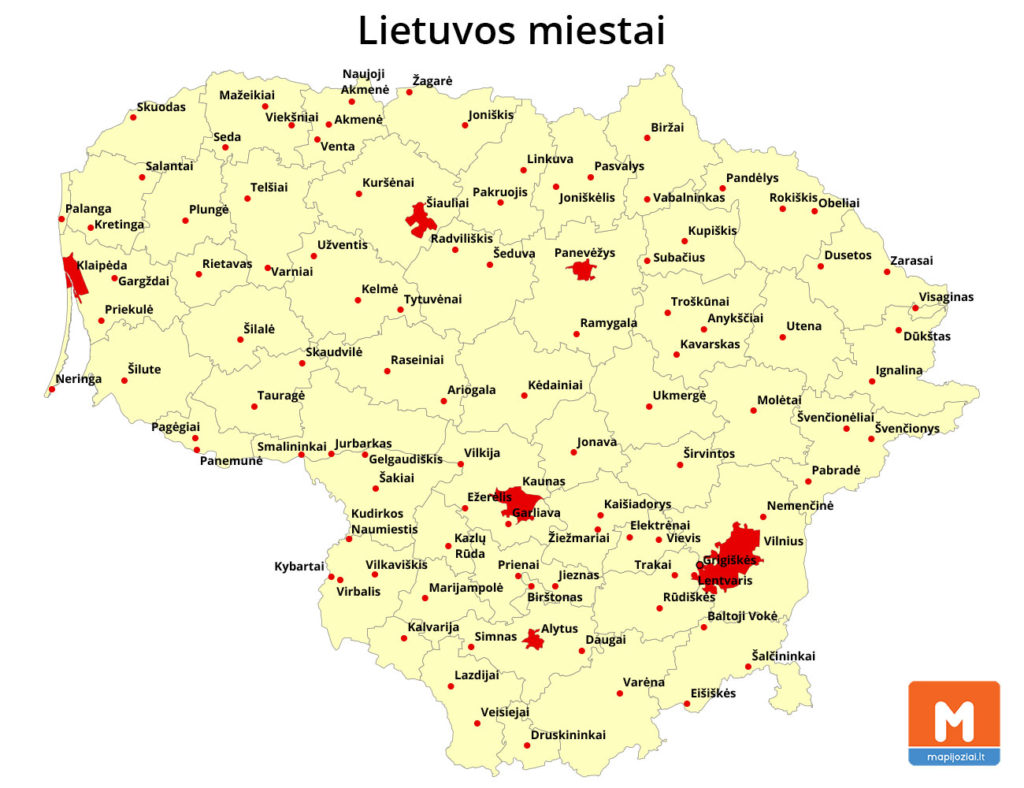 Lietuvos miestai
Naujoji
Akmenė
Žagarė
Mažeikiai
Skuodas
Viekšniai
Akmenė
Joniškis
Biržai
Seda
Venta
Salantai
Linkuva
Pasvalys
Telšiai
Kuršėnai
Pakruojis
Joniškėlis
Vabalninkas
Pandėlys
Rokiškis
Obeliai
Palanga
Kretinga
Plungė
Šiauliai
Radviliškis
Kupiškis
Užventis
Šeduva
Panevėžys
Subačius
Dusetos
Zarasai
Klaipėda
Gargždai
Rietavas
Varniai
Kelmė
Tytuvėnai
Troškūnai
Visaginas
Priekulė
Šilalė
Ramygala
Anykščiai
Utena
Dūkštas
Skaudvilė
Raseiniai
Kavarskas
Neringa
Šilute
Ignalina
Tauragė
Ariogala
Kėdainiai
Ukmergė
Molėtai
Švenčionėliai
Švenčionys
Pagėgiai
Panemunė
Smalininkai
Jurbarkas
Gelgaudiškis
Vilkija
Jonava
Širvintos
Pabradė
Šakiai
Kaunas
Ežerėlis
Garliava
Kaišiadorys
Nemenčinė
Kudirkos
Naumiestis
Žiežmariai
Elektrėnai
Vievis
Vilnius
Kazlų
Rūda
Grigiškės
Kybartai
Virbalis
Vilkaviškis
Prienai
Jieznas
Birštonas
Trakai
Lentvaris
Marijampolė
Rūdiškės
Baltoji Vokė
Kalvarija
Simnas
Alytus
Daugai
Šalčininkai
Lazdijai
Varėna
Eišiškės
Veisiejai
Druskininkai
M
mapijoziai.lt